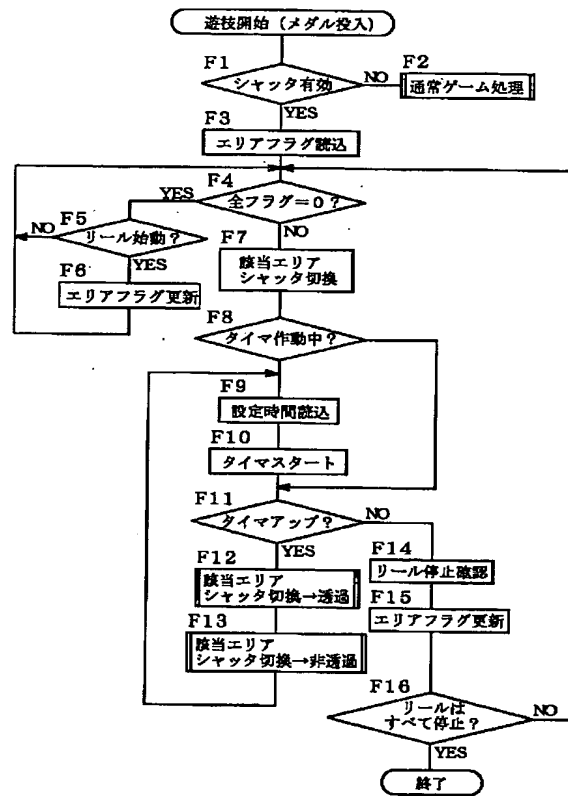 遊技開始（メダル投入）
F1
シャッタ有効
NO
F2
通常ゲーム処理
YES
F3
エリアフラグ読込
F4
YES
全フラグ＝0？
NO
F5
NO
リール始動？
YES
F6
エリアフラグ更新
F7
該当エリア
シャッタ切換
F8
タイマ作動中？
F9
設定時間読込
F10
タイマスタート
F11
タイマアップ？
NO
YES
F12
該当エリア
シャッタ切換→透過
F13
該当エリア
シャッタ切換→非透過
F14
リール停止確認
F15
エリアフラグ更新
F16
リールは
すべて停止？
NO
YES
終了